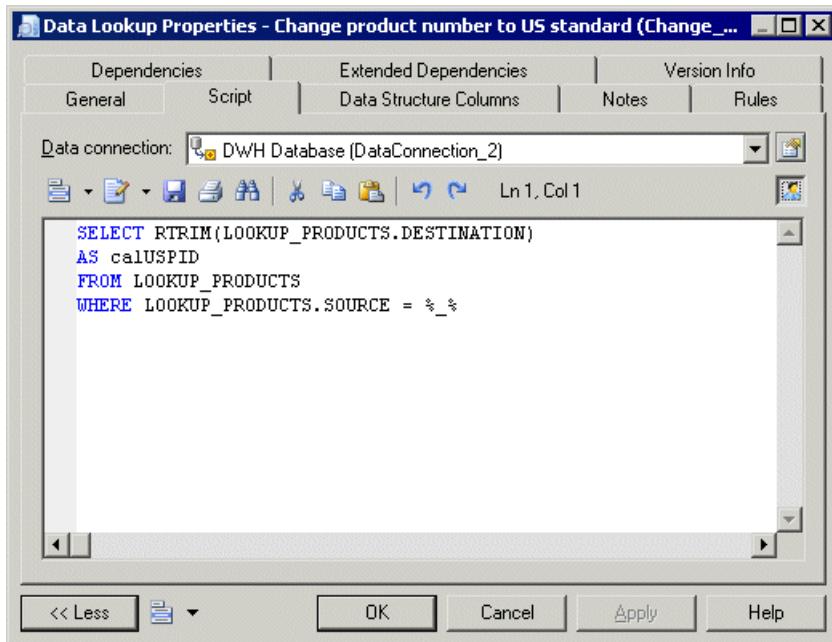 Data Lookup Properties - Change product number to US standard (Change_...
Dependencies Extended Dependencies Version Info
General Script Data Structure Columns Notes Rules
Data connection: DWH Database (DataConnection_2)
Ln 1, Col 1
SELECT RTRIM(LOOKUP_PRODUCTS.DESTINATION)
AS calUSPID
FROM LOOKUP_PRODUCTS
WHERE LOOKUP_PRODUCTS.SOURCE = %_%
<< Less OK Cancel Apply Help